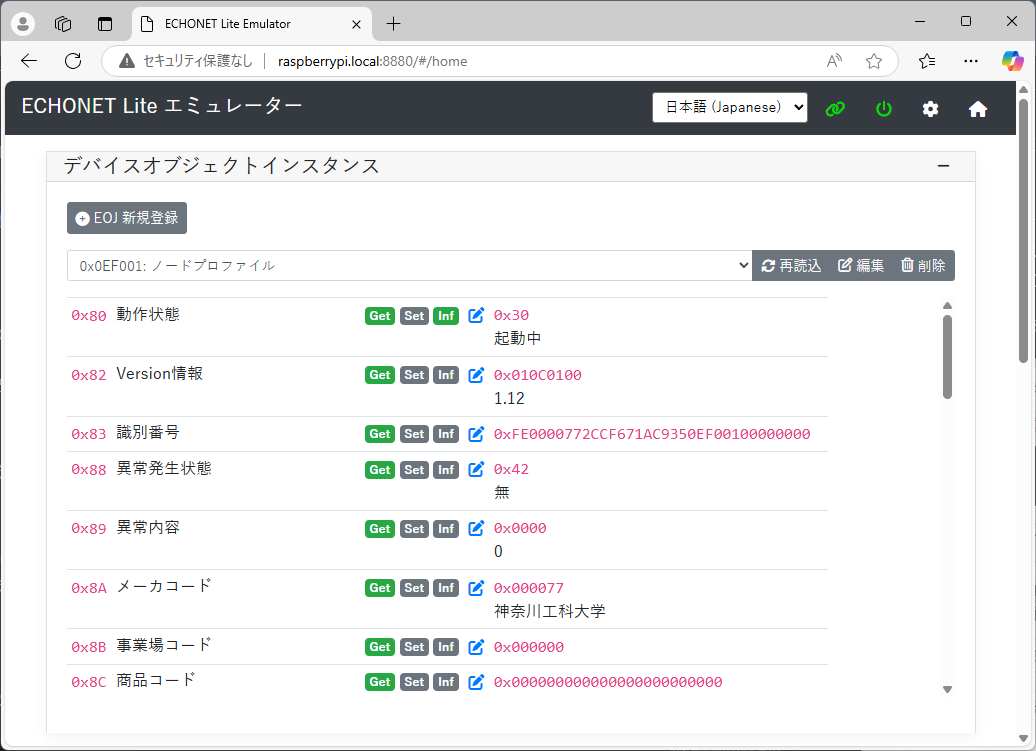 ECHONET Lite Emulator
セキュリティ保護なし raspberrypi.local:8880/#/home
ECHONET Lite エミュレーター 日本語 (Japanese)
デバイスオブジェクトインスタンス
EOJ 新規登録
0x0EF001: ノードプロファイル 再読込 編集 削除
0x80 動作状態 Get Set Inf 0x30
起動中
0x82 Version情報 Get Set Inf 0x010C0100
1.12
0x83 識別番号 Get Set Inf 0xFE0000772CCF671AC9350EF00100000000
0x88 異常発生状態 Get Set Inf 0x42
無
0x89 異常内容 Get Set Inf 0x0000
0
0x8A メーカコード Get Set Inf 0x000077
神奈川工科大学
0x8B 事業場コード Get Set Inf 0x000000
0x8C 商品コード Get Set Inf 0x000000000000000000000000